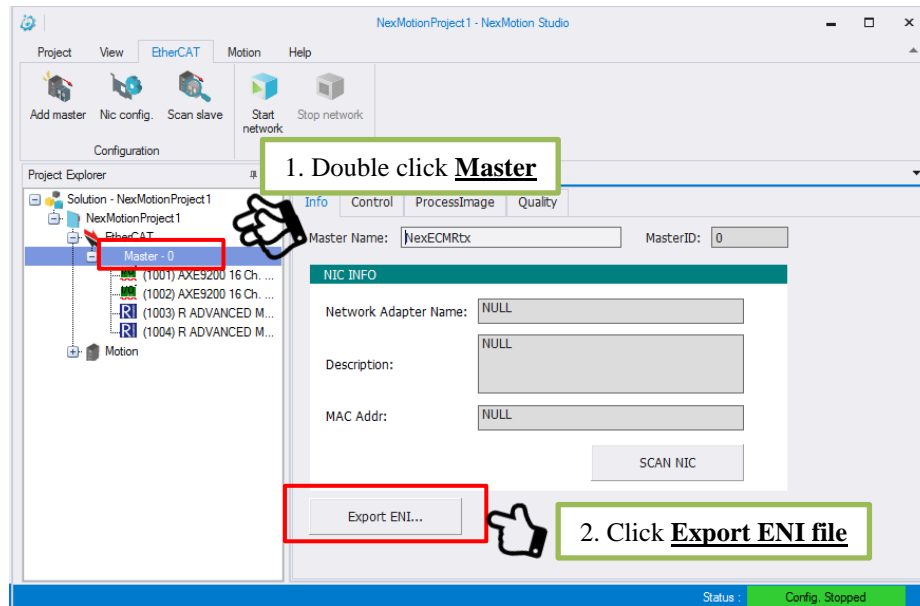 NexMotionProject1 - NexMotion Studio
Project View EtherCAT Motion Help
Add master Nic config. Scan slave Start network Stop network
Configuration
1. Double click Master
Project Explorer
Solution - NexMotionProject1
NexMotionProject1
EtherCAT
Master - 0
(1001) AXE9200 16 Ch. ...
(1002) AXE9200 16 Ch. ...
(1003) R ADVANCED M...
(1004) R ADVANCED M...
Motion
Info Control ProcessImage Quality
Master Name: NexECMRtx MasterID: 0
NIC INFO
Network Adapter Name: NULL
Description: NULL
MAC Addr: NULL
SCAN NIC
Export ENI...
2. Click Export ENI file
Status : Config. Stopped